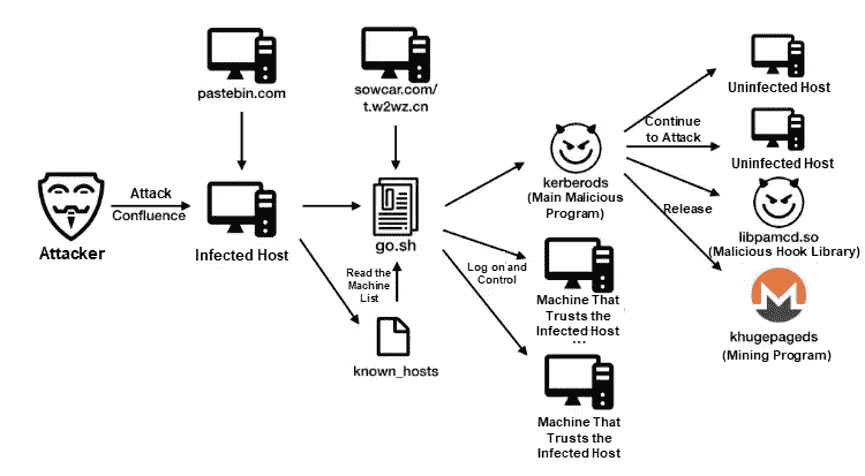 pastebin.com
sowcar.com/
t.w2wz.cn
Uninfected Host
Continue
to Attack
Uninfected Host
Attack
Confluence
Attacker
Infected Host
go.sh
kerberods
(Main Malicious
Program)
Release
libpamcd.so
(Malicious Hook Library)
Read the
Machine
List
Log on and
Control
known_hosts
Machine That
Trusts the
Infected Host
...
khugepageds
(Mining Program)
Machine That
Trusts the
Infected Host